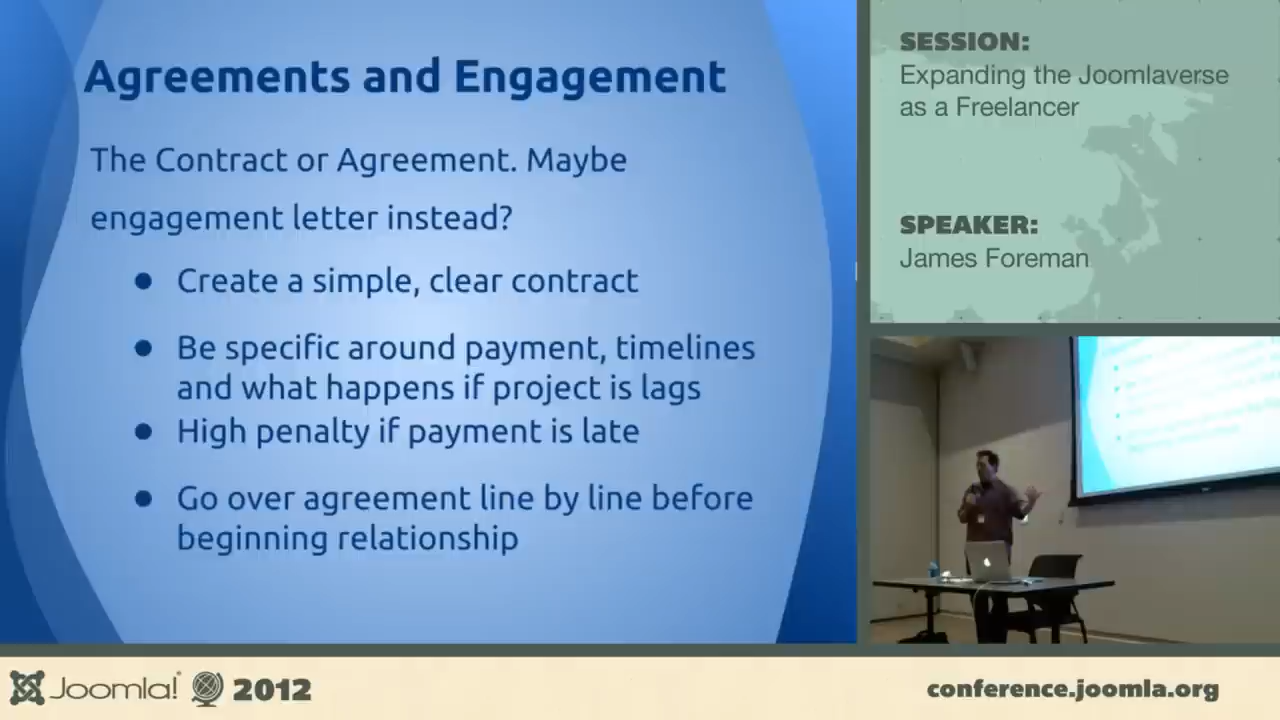 Agreements and Engagement
The Contract or Agreement. Maybe
engagement letter instead?
● Create a simple, clear contract
● Be specific around payment, timelines
and what happens if project is lags
● High penalty if payment is late
● Go over agreement line by line before
beginning relationship
SESSION:
Expanding the Joomlaverse
as a Freelancer
SPEAKER:
James Foreman
Joomla! 2012
conference.joomla.org